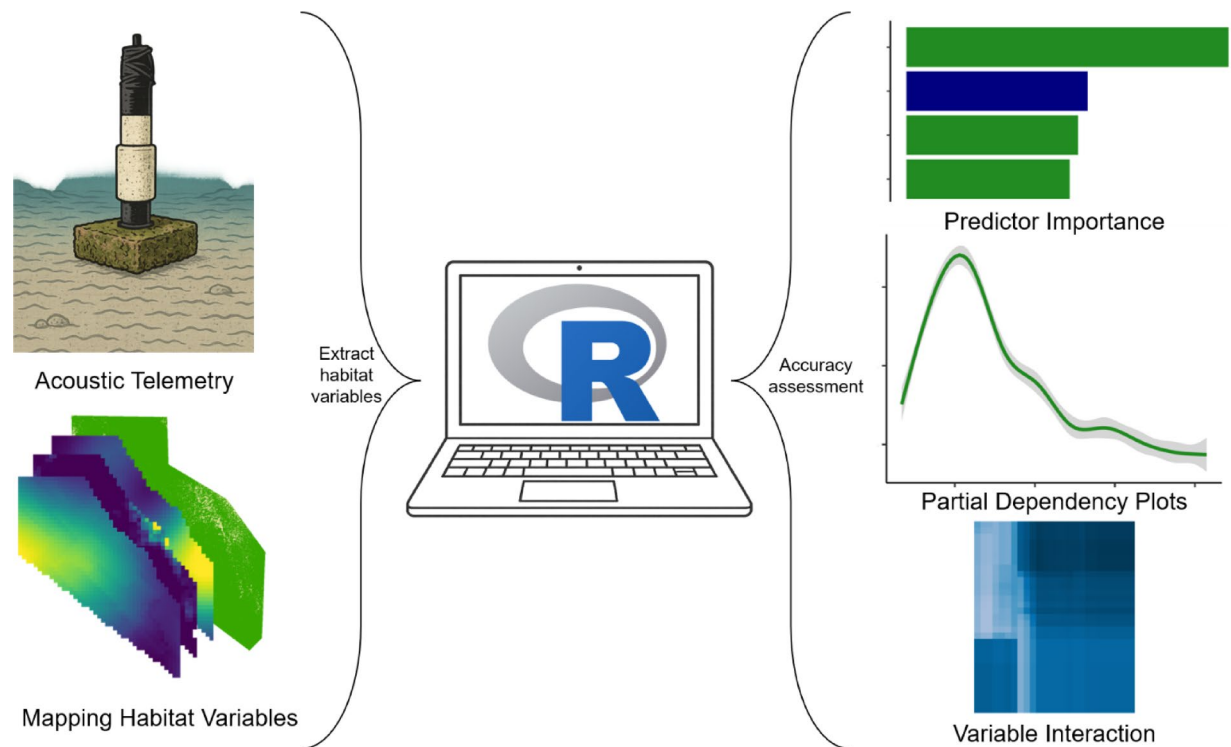 Acoustic Telemetry
Mapping Habitat Variables
Extract
habitat
variables
R
Accuracy
assessment
Predictor Importance
Partial Dependency Plots
Variable Interaction